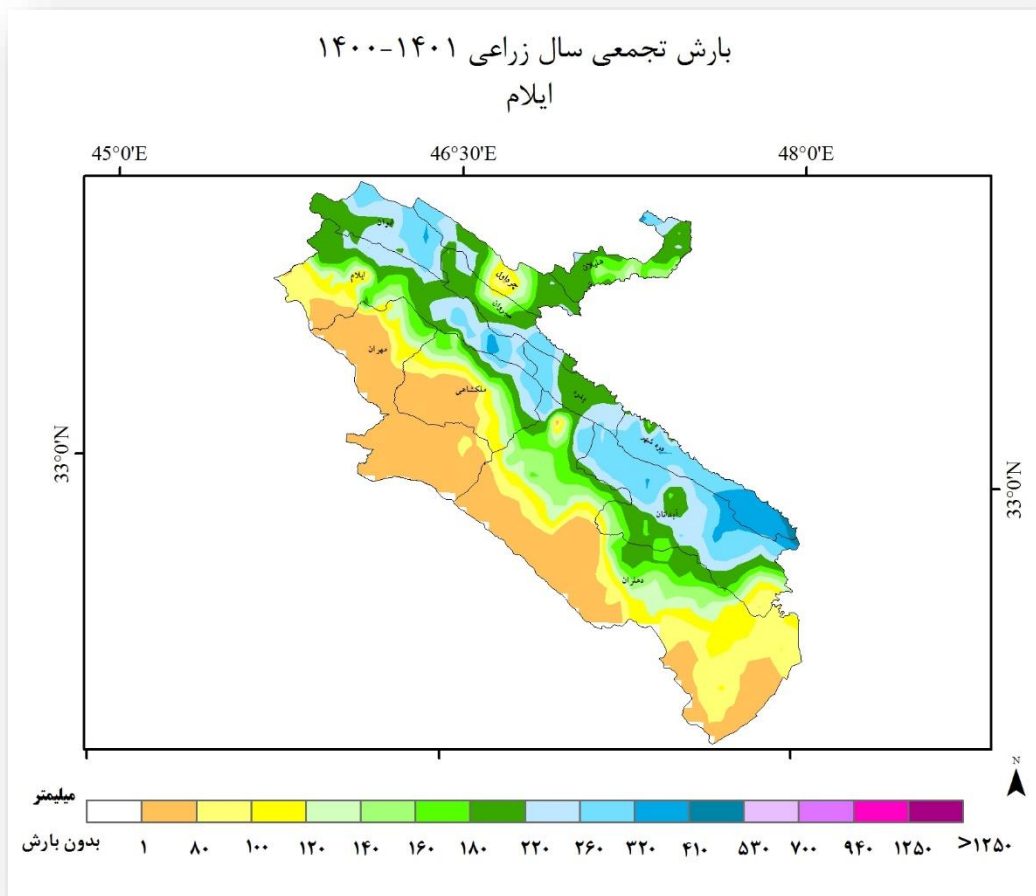 بارش تجمعی سال زراعی ۱۴۰۱-۱۴۰۰
ایلام
45°0'E 46°30'E 48°0'E
ایوان
هلیلان
ایلام
چرداول
سیروان
مهران
ملکشاهی
بدره
دره شهر
33°0'N 33°0'N
آبدانان
دهلران
N
میلیمتر
بدون بارش ۱ ۸۰ ۱۰۰ ۱۲۰ ۱۴۰ ۱۶۰ ۱۸۰ ۲۲۰ ۲۶۰ ۳۲۰ ۴۱۰ ۵۳۰ ۷۰۰ ۹۴۰ ۱۲۵۰ >۱۲۵۰